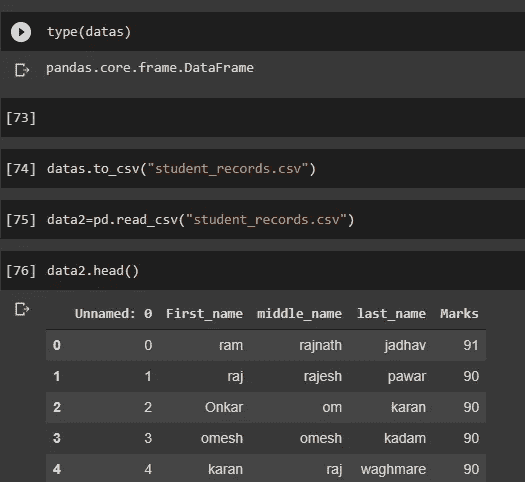 type(datas)
pandas.core.frame.DataFrame
[73]
[74] datas.to_csv("student_records.csv")
[75] data2=pd.read_csv("student_records.csv")
[76] data2.head()
Unnamed: 0 First_name middle_name last_name Marks
0 0 ram rajnath jadhav 91
1 1 raj rajesh pawar 90
2 2 Onkar om karan 90
3 3 omesh omesh kadam 90
4 4 karan raj waghmare 90